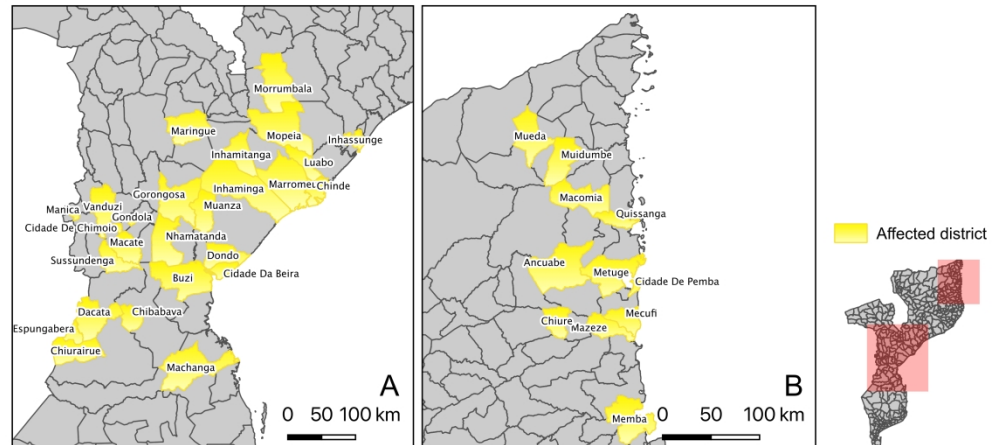 Morrumbala
Maringue
Mopeia
Inhassunge
Inhamitanga
Luabo
Inhaminga
Marromeu
Chinde
Gorongosa
Vanduzi
Manica
Gondola
Muanza
Cidade De Chimoio
Macate
Nhamatanda
Sussundenga
Dondo
Cidade Da Beira
Buzi
Dacata
Chibabava
Espungabera
Chiurairue
Machanga
A
0 50 100 km
Mueda
Muidumbe
Macomia
Quissanga
Ancuabe
Metuge
Cidade De Pemba
Mecufi
Chiure
Mazeze
Memba
B
0 50 100 km
Affected district